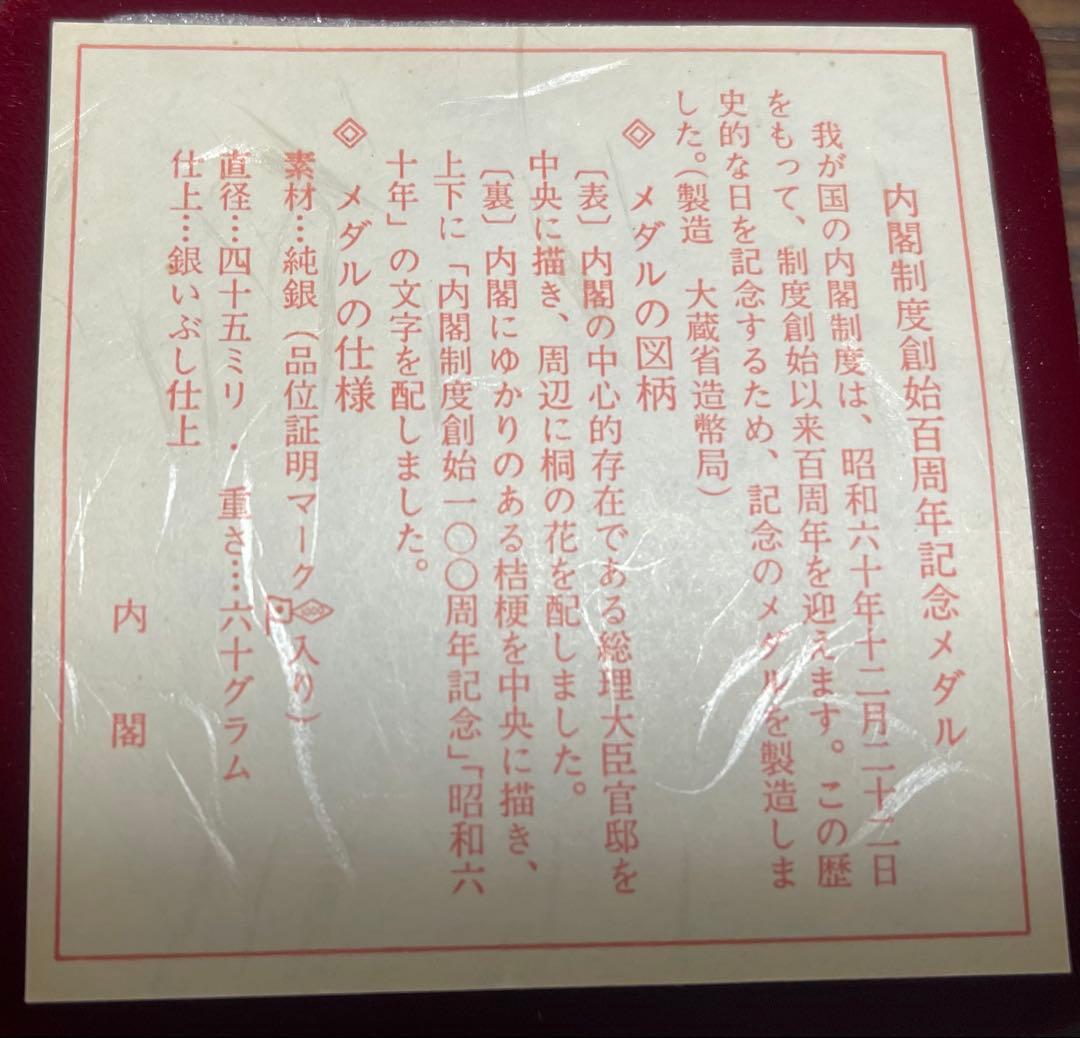 内閣制度創始百周年記念メダル
我が国の内閣制度は、昭和六十年十二月二十二日
をもって、制度創始以来百周年を迎えます。この歴
史的な日を記念するため、記念のメダルを製造しま
した。(製造 大蔵省造幣局)
◇ メダルの図柄
〔表〕 内閣の中心的存在である総理大臣官邸を
中央に描き、周辺に桐の花を配しました。
〔裏〕 内閣にゆかりのある桔梗を中央に描き、
上下に「内閣制度創始一〇〇周年記念」「昭和六
十年」の文字を配しました。
◇ メダルの仕様
素材…純銀(品位証明マーク 1000 入り)
直径…四十五ミリ・重さ…六十グラム
仕上…銀いぶし仕上
内閣